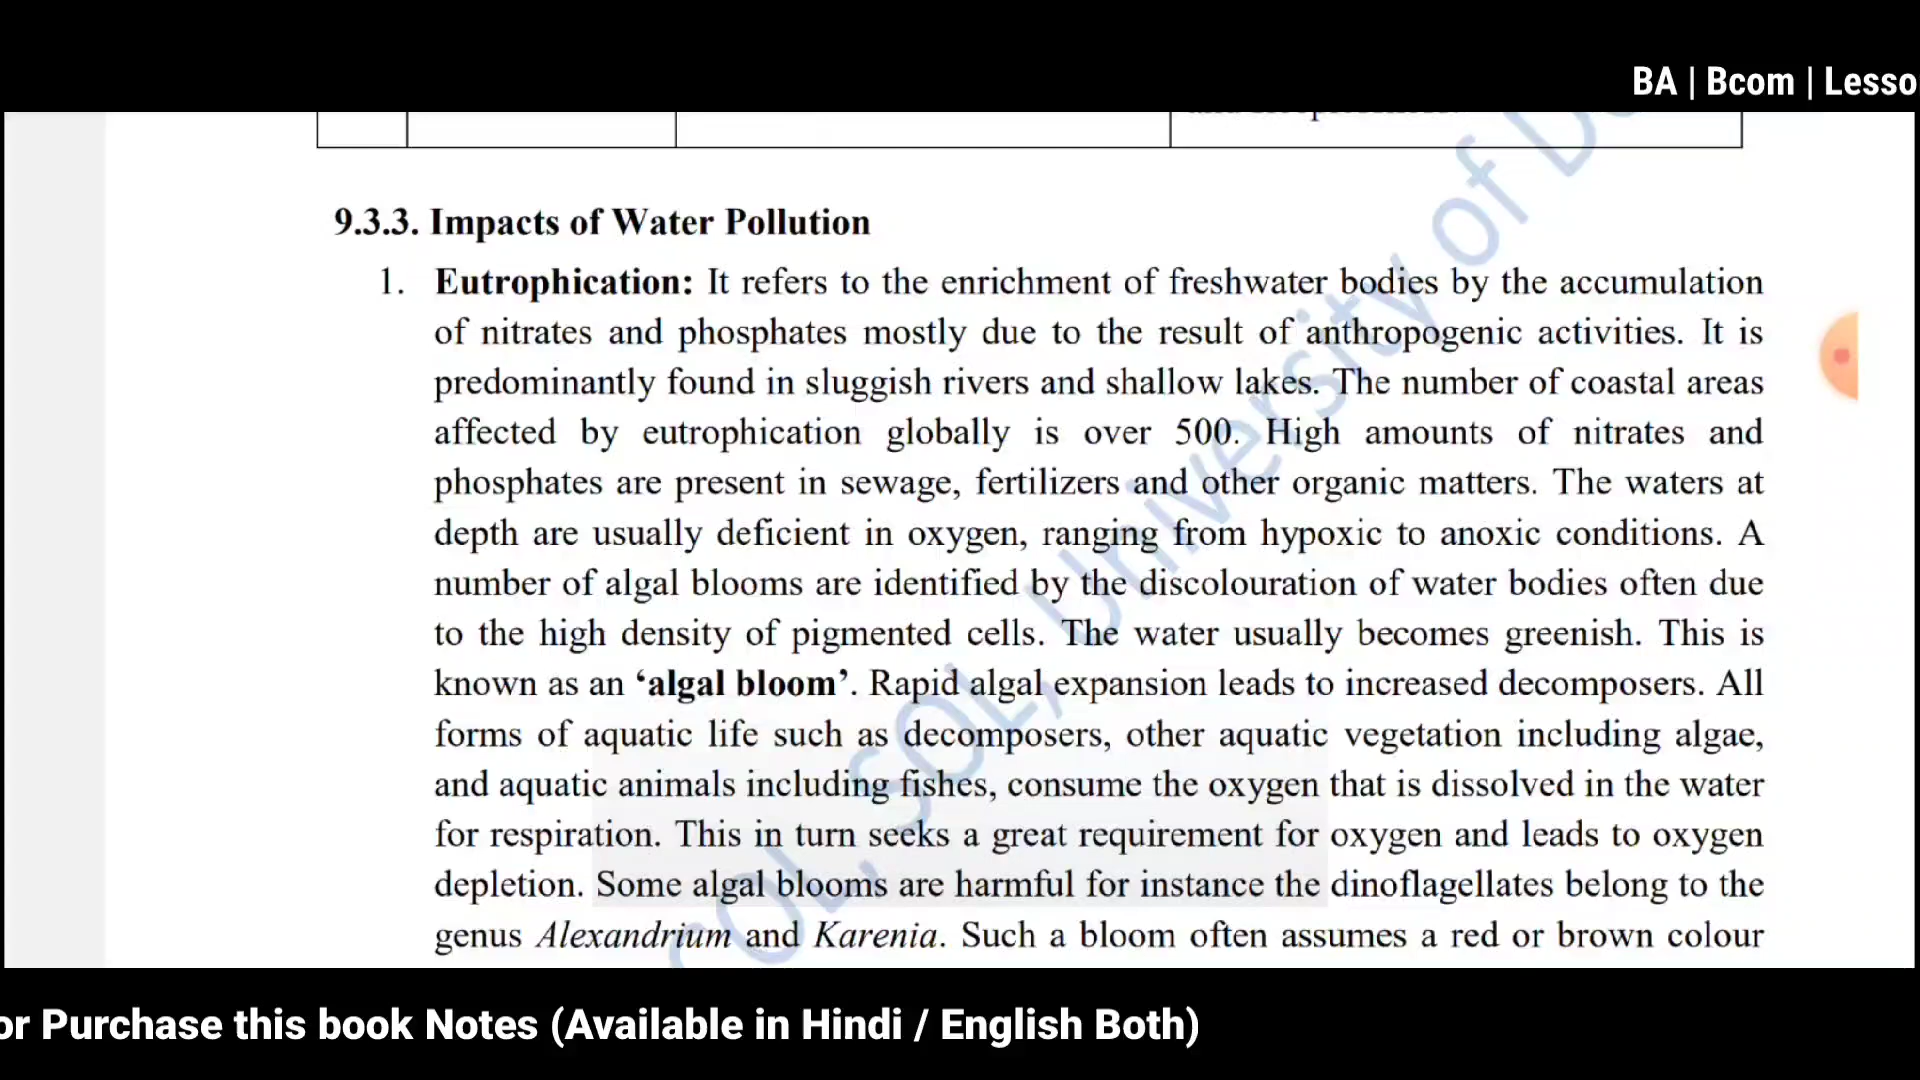 BA | Bcom | Lesso
9.3.3. Impacts of Water Pollution
1. Eutrophication: It refers to the enrichment of freshwater bodies by the accumulation
of nitrates and phosphates mostly due to the result of anthropogenic activities. It is
predominantly found in sluggish rivers and shallow lakes. The number of coastal areas
affected by eutrophication globally is over 500. High amounts of nitrates and
phosphates are present in sewage, fertilizers and other organic matters. The waters at
depth are usually deficient in oxygen, ranging from hypoxic to anoxic conditions. A
number of algal blooms are identified by the discolouration of water bodies often due
to the high density of pigmented cells. The water usually becomes greenish. This is
known as an ‘algal bloom’. Rapid algal expansion leads to increased decomposers. All
forms of aquatic life such as decomposers, other aquatic vegetation including algae,
and aquatic animals including fishes, consume the oxygen that is dissolved in the water
for respiration. This in turn seeks a great requirement for oxygen and leads to oxygen
depletion. Some algal blooms are harmful for instance the dinoflagellates belong to the
genus Alexandrium and Karenia. Such a bloom often assumes a red or brown colour
COL, SOL, University of D
or Purchase this book Notes (Available in Hindi / English Both)